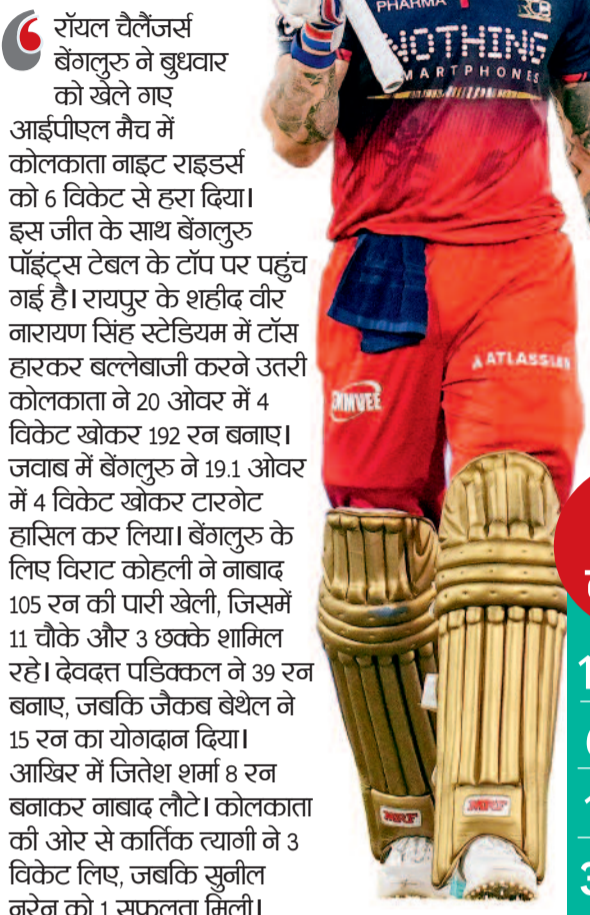 रॉयल चैलेंजर्स
बेंगलुरु ने बुधवार
को खेले गए
आईपीएल मैच में
कोलकाता नाइट राइडर्स
को 6 विकेट से हरा दिया।
इस जीत के साथ बेंगलुरु
पॉइंट्स टेबल के टॉप पर पहुंच
गई है। रायपुर के शहीद वीर
नारायण सिंह स्टेडियम में टॉस
हारकर बल्लेबाजी करने उतरी
कोलकाता ने 20 ओवर में 4
विकेट खोकर 192 रन बनाए।
जवाब में बेंगलुरु ने 19.1 ओवर
में 4 विकेट खोकर टारगेट
हासिल कर लिया। बेंगलुरु के
लिए विराट कोहली ने नाबाद
105 रन की पारी खेली, जिसमें
11 चौके और 3 छक्के शामिल
रहे। देवदत्त पडिक्कल ने 39 रन
बनाए, जबकि जैकब बेथेल ने
15 रन का योगदान दिया।
आखिर में जितेश शर्मा 8 रन
बनाकर नाबाद लौटे। कोलकाता
की ओर से कार्तिक त्यागी ने 3
विकेट लिए, जबकि सुनील
नरेन को 1 सफलता मिली।
PHARMA
NOTHING
SMARTPHONES
ATLASSIAN
EMMVEE
MRF
MRF